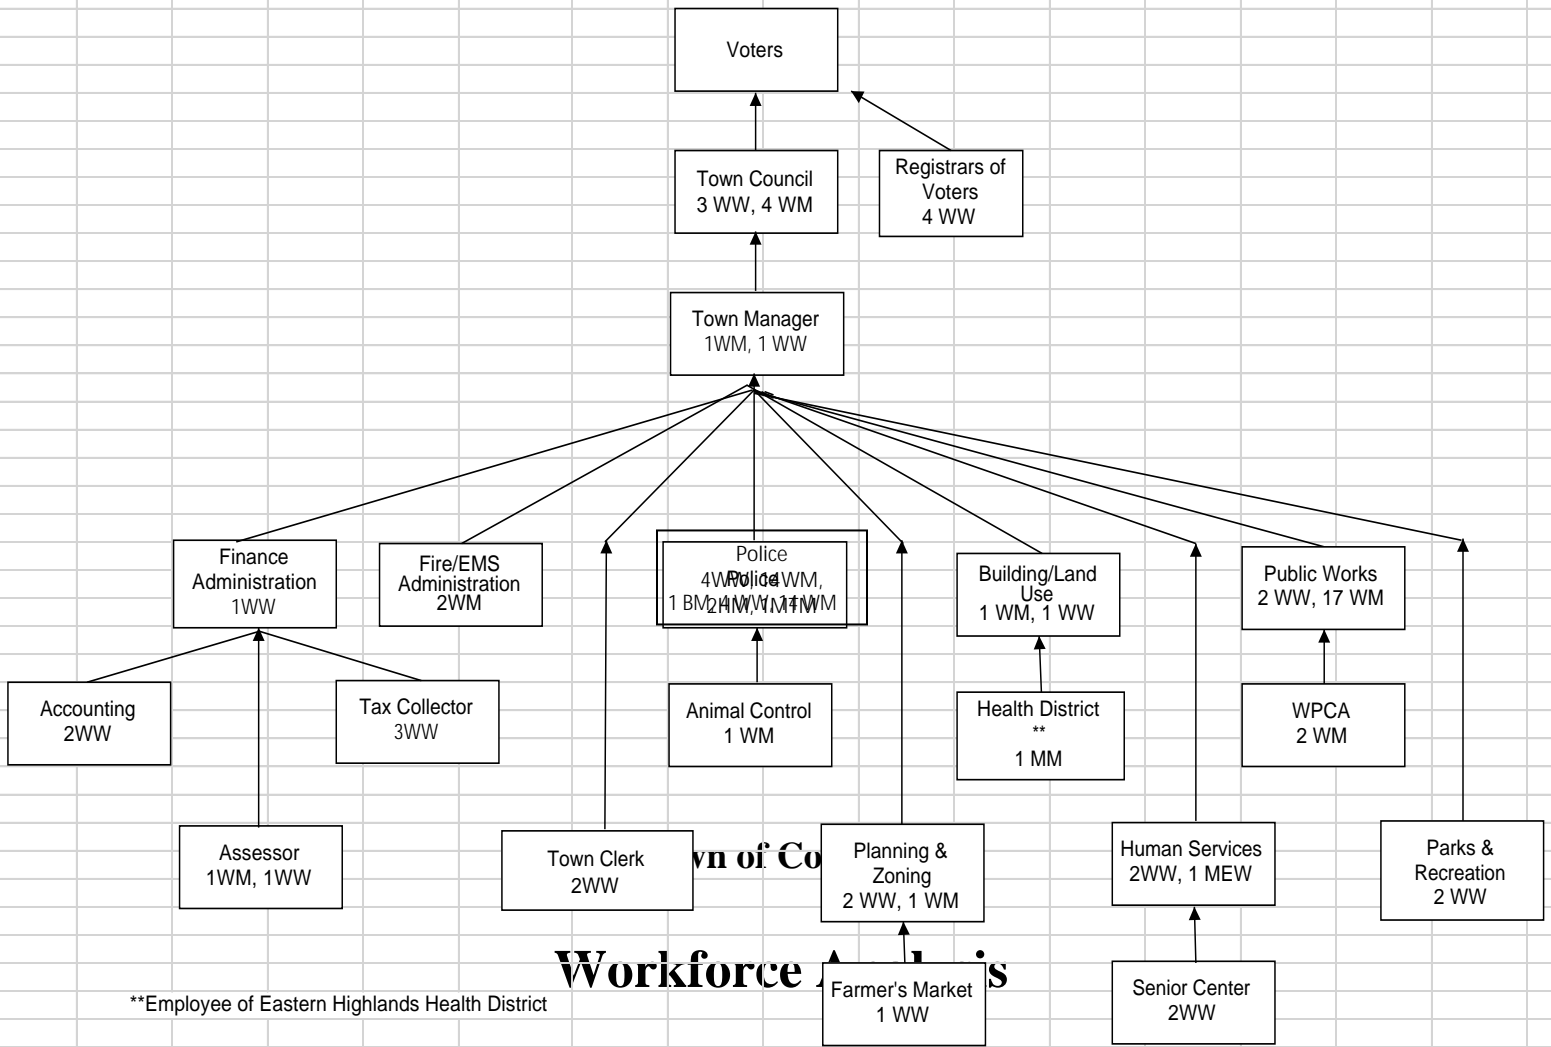 Voters
Town Council
3 WW, 4 WM
Registrars of
Voters
4 WW
Town Manager
1WM, 1 WW
Finance
Administration
1WW
Fire/EMS
Administration
2WM
Police
Police
Building/Land
Use
1 WM, 1 WW
Public Works
2 WW, 17 WM
Accounting
2WW
Tax Collector
3WW
Animal Control
1 WM
Health District
**
1 MM
WPCA
2 WM
Assessor
1WM, 1WW
Town Clerk
2WW
of
Planning &
Zoning
2 WW, 1 WM
Human Services
2WW, 1 MEW
Parks &
Recreation
2 WW
Workforce
Farmer's Market
1 WW
Senior Center
2WW
**Employee of Eastern Highlands Health District